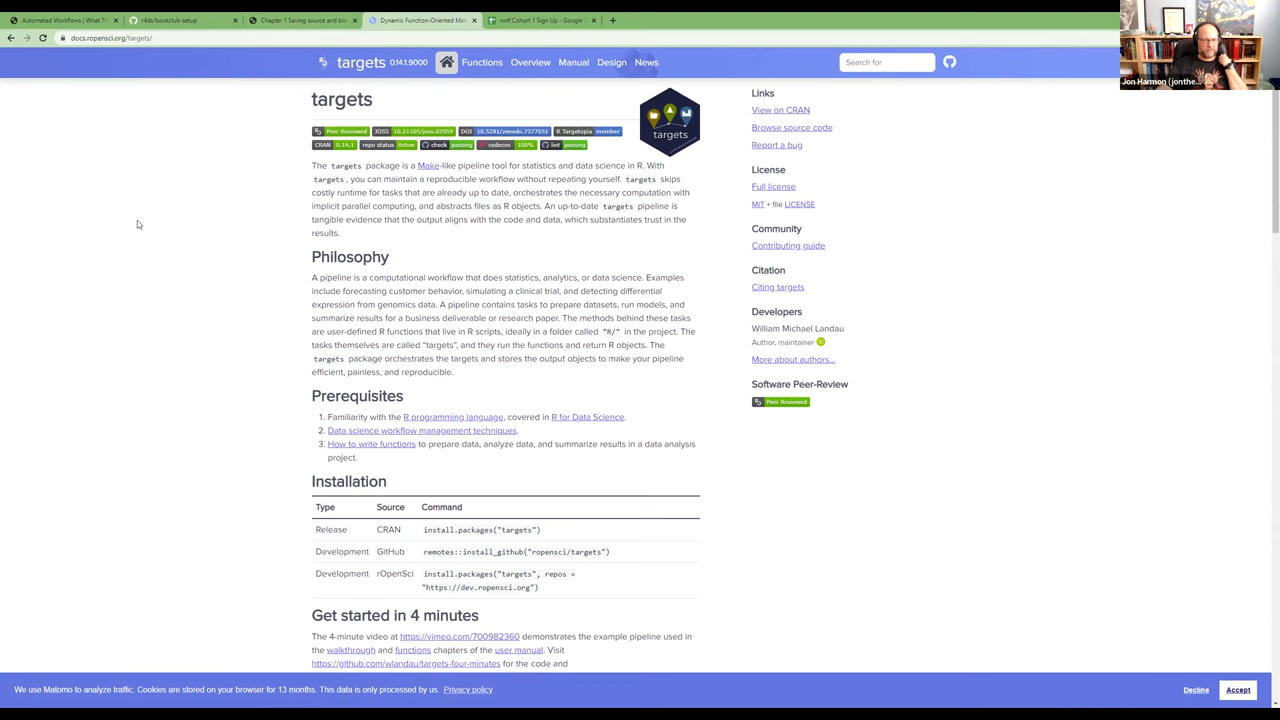 Automated Workflows | What Th
r4ds/bookclub-setup
Chapter 1 Saving source and bla
Dynamic Function-Oriented Ma
rwtf Cohort 1 Sign Up - Google S
docs.ropensci.org/targets/
targets 0.14.1.9000 Functions Overview Manual Design News
Search for
Jon Harmon (jonthe...
targets
Peer Reviewed JOSS 10.21105/joss.02959 DOI 10.5281/zenodo.7377651 R Targetopia member
CRAN 0.14.1 repo status Active check passing codecov 100% lint passing
targets
The targets package is a Make-like pipeline tool for statistics and data science in R. With
targets, you can maintain a reproducible workflow without repeating yourself. targets skips
costly runtime for tasks that are already up to date, orchestrates the necessary computation with
implicit parallel computing, and abstracts files as R objects. An up-to-date targets pipeline is
tangible evidence that the output aligns with the code and data, which substantiates trust in the
results.
Philosophy
A pipeline is a computational workflow that does statistics, analytics, or data science. Examples
include forecasting customer behavior, simulating a clinical trial, and detecting differential
expression from genomics data. A pipeline contains tasks to prepare datasets, run models, and
summarize results for a business deliverable or research paper. The methods behind these tasks
are user-defined R functions that live in R scripts, ideally in a folder called "R/" in the project. The
tasks themselves are called “targets”, and they run the functions and return R objects. The
targets package orchestrates the targets and stores the output objects to make your pipeline
efficient, painless, and reproducible.
Prerequisites
1. Familiarity with the R programming language, covered in R for Data Science.
2. Data science workflow management techniques.
3. How to write functions to prepare data, analyze data, and summarize results in a data analysis
project.
Installation
Type Source Command
Release CRAN install.packages("targets")
Development GitHub remotes::install_github("ropensci/targets")
Development rOpenSci install.packages("targets", repos =
"https://dev.ropensci.org")
Get started in 4 minutes
The 4-minute video at https://vimeo.com/700982360 demonstrates the example pipeline used in
the walkthrough and functions chapters of the user manual. Visit
https://github.com/wlandau/targets-four-minutes for the code and
Links
View on CRAN
Browse source code
Report a bug
License
Full license
MIT + file LICENSE
Community
Contributing guide
Citation
Citing targets
Developers
William Michael Landau
Author, maintainer
More about authors...
Software Peer-Review
Peer Reviewed
We use Matomo to analyze traffic. Cookies are stored on your browser for 13 months. This data is only processed by us. Privacy policy
Decline
Accept